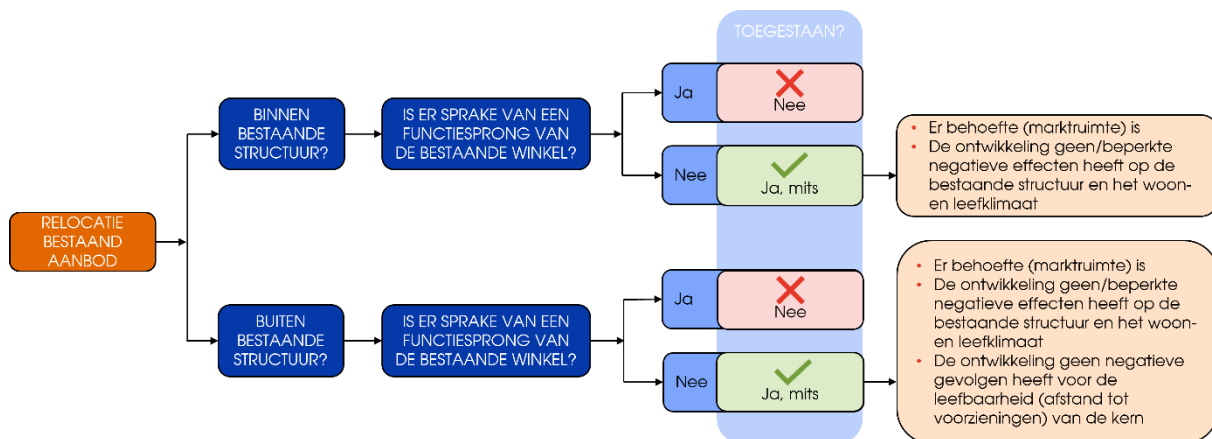 TOEGESTAAN?
RELOCATIE
BESTAAND
AANBOD
BINNEN
BESTAANDE
STRUCTUUR?
IS ER SPRAKE VAN EEN
FUNCTIESPRONG VAN
DE BESTAANDE WINKEL?
Ja
Nee
Nee
Ja, mits
• Er behoefte (marktruimte) is
• De ontwikkeling geen/beperkte
negatieve effecten heeft op de
bestaande structuur en het woon-
en leefklimaat
BUITEN
BESTAANDE
STRUCTUUR?
IS ER SPRAKE VAN EEN
FUNCTIESPRONG VAN
DE BESTAANDE WINKEL?
Ja
Nee
Nee
Ja, mits
• Er behoefte (marktruimte) is
• De ontwikkeling geen/beperkte
negatieve effecten heeft op de
bestaande structuur en het woon-
en leefklimaat
• De ontwikkeling geen negatieve
gevolgen heeft voor de
leefbaarheid (afstand tot
voorzieningen) van de kern